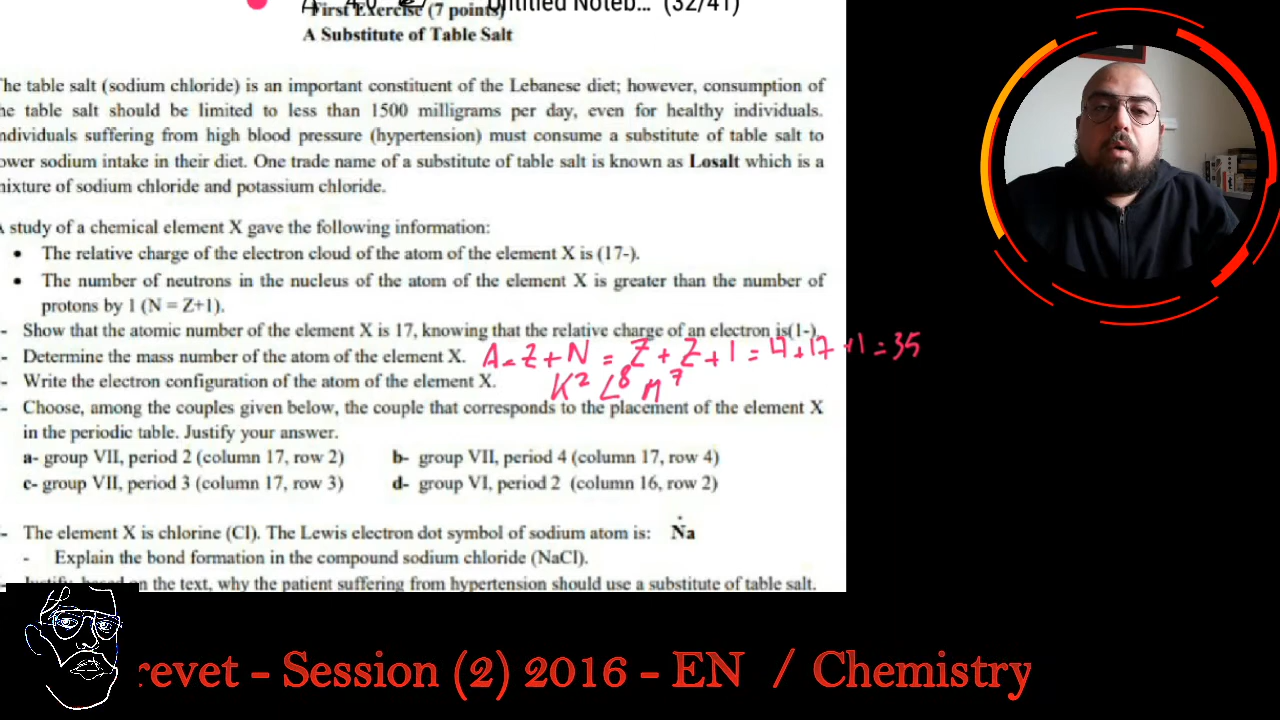 First Exercise (7 points)
Untitled Noteb... (32/41)
A Substitute of Table Salt
The table salt (sodium chloride) is an important constituent of the Lebanese diet; however, consumption of
he table salt should be limited to less than 1500 milligrams per day, even for healthy individuals.
ndividuals suffering from high blood pressure (hypertension) must consume a substitute of table salt to
ower sodium intake in their diet. One trade name of a substitute of table salt is known as Losalt which is a
mixture of sodium chloride and potassium chloride.
A study of a chemical element X gave the following information:
• The relative charge of the electron cloud of the atom of the element X is (17-).
• The number of neutrons in the nucleus of the atom of the element X is greater than the number of
protons by 1 (N = Z+1).
- Show that the atomic number of the element X is 17, knowing that the relative charge of an electron is(1-).
- Determine the mass number of the atom of the element X. A = Z + N = Z + Z + 1 = 17 + 17 + 1 = 35
- Write the electron configuration of the atom of the element X. K² L⁸ M⁷
- Choose, among the couples given below, the couple that corresponds to the placement of the element X
in the periodic table. Justify your answer.
a- group VII, period 2 (column 17, row 2) b- group VII, period 4 (column 17, row 4)
c- group VII, period 3 (column 17, row 3) d- group VI, period 2 (column 16, row 2)
- The element X is chlorine (Cl). The Lewis electron dot symbol of sodium atom is: Ṅa
- Explain the bond formation in the compound sodium chloride (NaCl).
Justify, based on the text, why the patient suffering from hypertension should use a substitute of table salt.
revet - Session (2) 2016 - EN / Chemistry